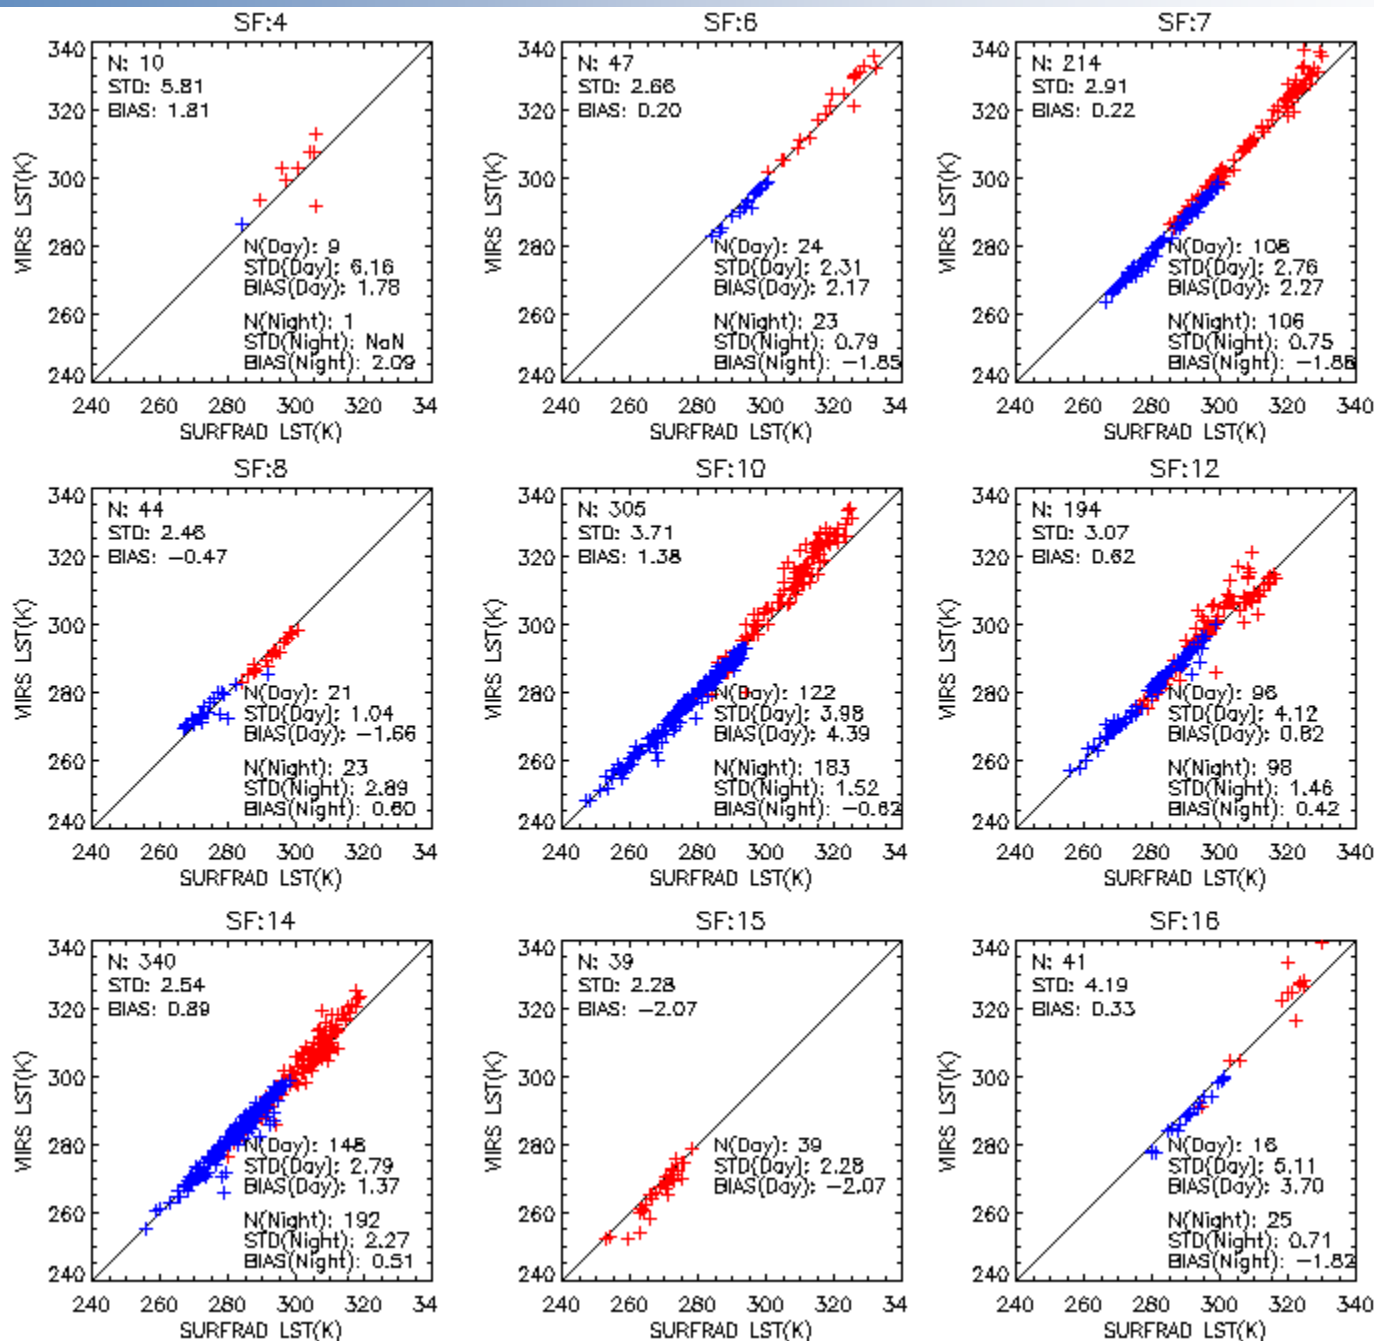 SF:4
340
320
300
280
260
240
N: 10
STD: 5.81
BIAS: 1.81
N(Day): 9
STD(Day): 6.16
BIAS(Day): 1.78
N(Night): 1
STD(Night): NaN
BIAS(Night): 2.09
VIIRS LST(K)
240 260 280 300 320 34
SURFRAD LST(K)
SF:6
340
320
300
280
260
240
N: 47
STD: 2.66
BIAS: 0.20
N(Day): 24
STD(Day): 2.31
BIAS(Day): 2.17
N(Night): 23
STD(Night): 0.79
BIAS(Night): -1.85
VIIRS LST(K)
240 260 280 300 320 34
SURFRAD LST(K)
SF:7
340
320
300
280
260
240
N: 214
STD: 2.91
BIAS: 0.22
N(Day): 108
STD(Day): 2.76
BIAS(Day): 2.27
N(Night): 106
STD(Night): 0.75
BIAS(Night): -1.86
VIIRS LST(K)
240 260 280 300 320 340
SURFRAD LST(K)
SF:8
340
320
300
280
260
240
N: 44
STD: 2.46
BIAS: -0.47
N(Day): 21
STD(Day): 1.04
BIAS(Day): -1.66
N(Night): 23
STD(Night): 2.89
BIAS(Night): 0.60
VIIRS LST(K)
240 260 280 300 320 34
SURFRAD LST(K)
SF:10
340
320
300
280
260
240
N: 305
STD: 3.71
BIAS: 1.38
N(Day): 122
STD(Day): 3.98
BIAS(Day): 4.39
N(Night): 183
STD(Night): 1.52
BIAS(Night): -0.62
VIIRS LST(K)
240 260 280 300 320 34
SURFRAD LST(K)
SF:12
340
320
300
280
260
240
N: 194
STD: 3.07
BIAS: 0.62
N(Day): 96
STD(Day): 4.12
BIAS(Day): 0.82
N(Night): 98
STD(Night): 1.46
BIAS(Night): 0.42
VIIRS LST(K)
240 260 280 300 320 340
SURFRAD LST(K)
SF:14
340
320
300
280
260
240
N: 340
STD: 2.54
BIAS: 0.89
N(Day): 148
STD(Day): 2.79
BIAS(Day): 1.37
N(Night): 192
STD(Night): 2.27
BIAS(Night): 0.51
VIIRS LST(K)
240 260 280 300 320 34
SURFRAD LST(K)
SF:15
340
320
300
280
260
240
N: 39
STD: 2.28
BIAS: -2.07
N(Day): 39
STD(Day): 2.28
BIAS(Day): -2.07
VIIRS LST(K)
240 260 280 300 320 34
SURFRAD LST(K)
SF:16
340
320
300
280
260
240
N: 41
STD: 4.19
BIAS: 0.33
N(Day): 16
STD(Day): 5.11
BIAS(Day): 3.70
N(Night): 25
STD(Night): 0.71
BIAS(Night): -1.82
VIIRS LST(K)
240 260 280 300 320 340
SURFRAD LST(K)